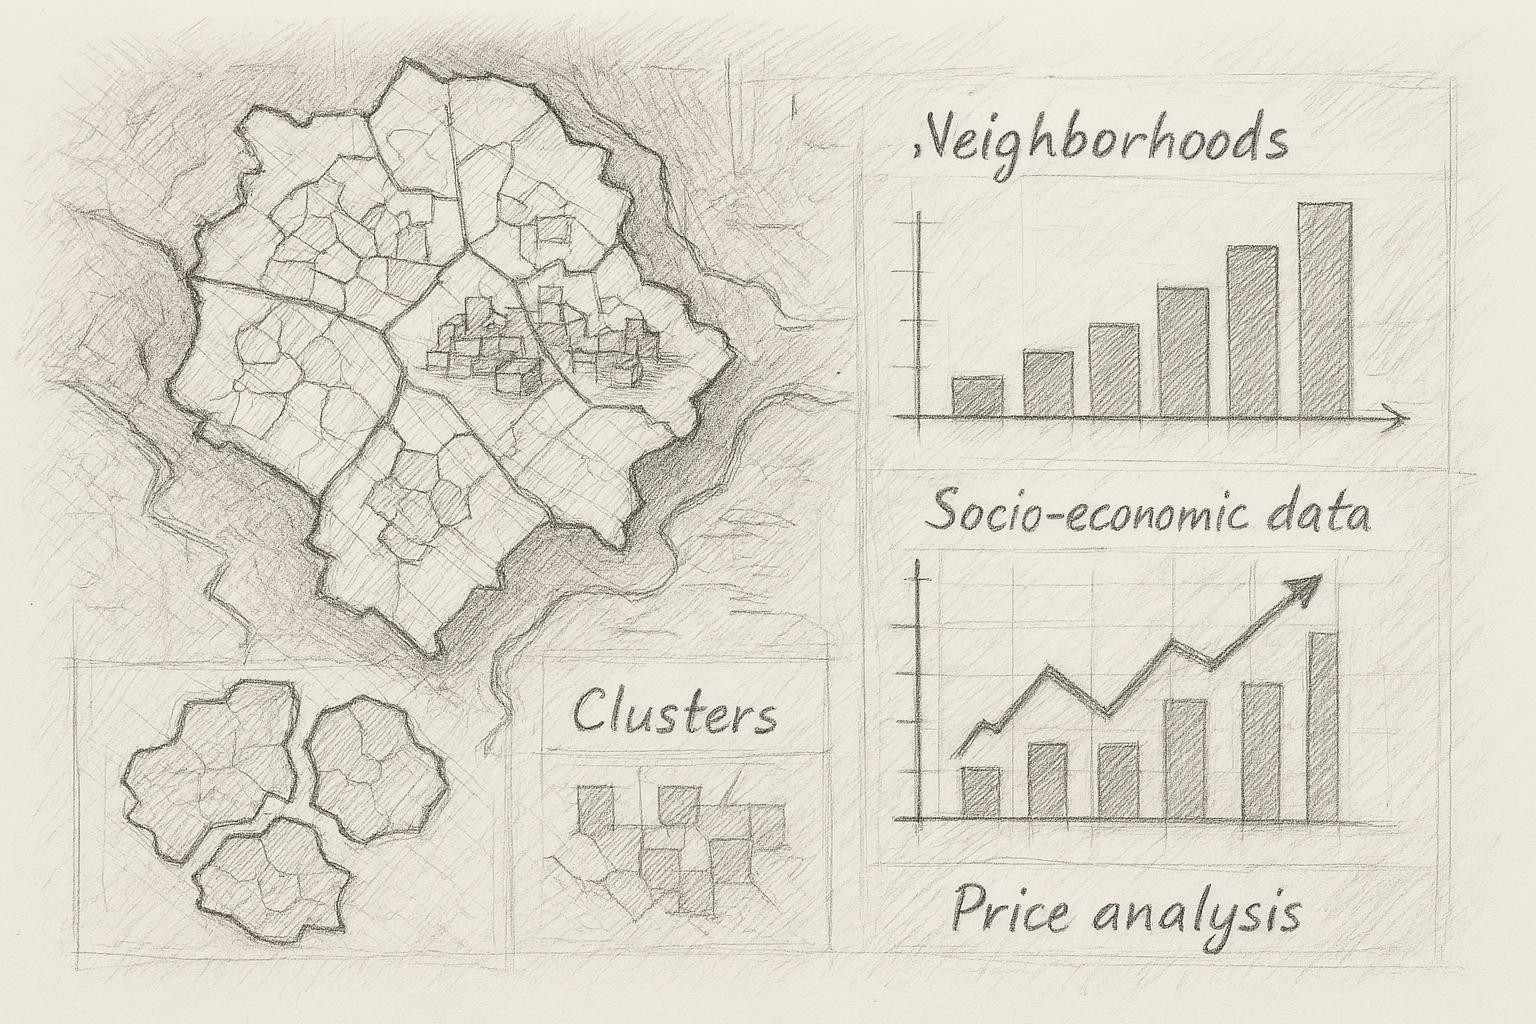 ,Veighborhoods
Socio-economic data
Clusters
Price analysis